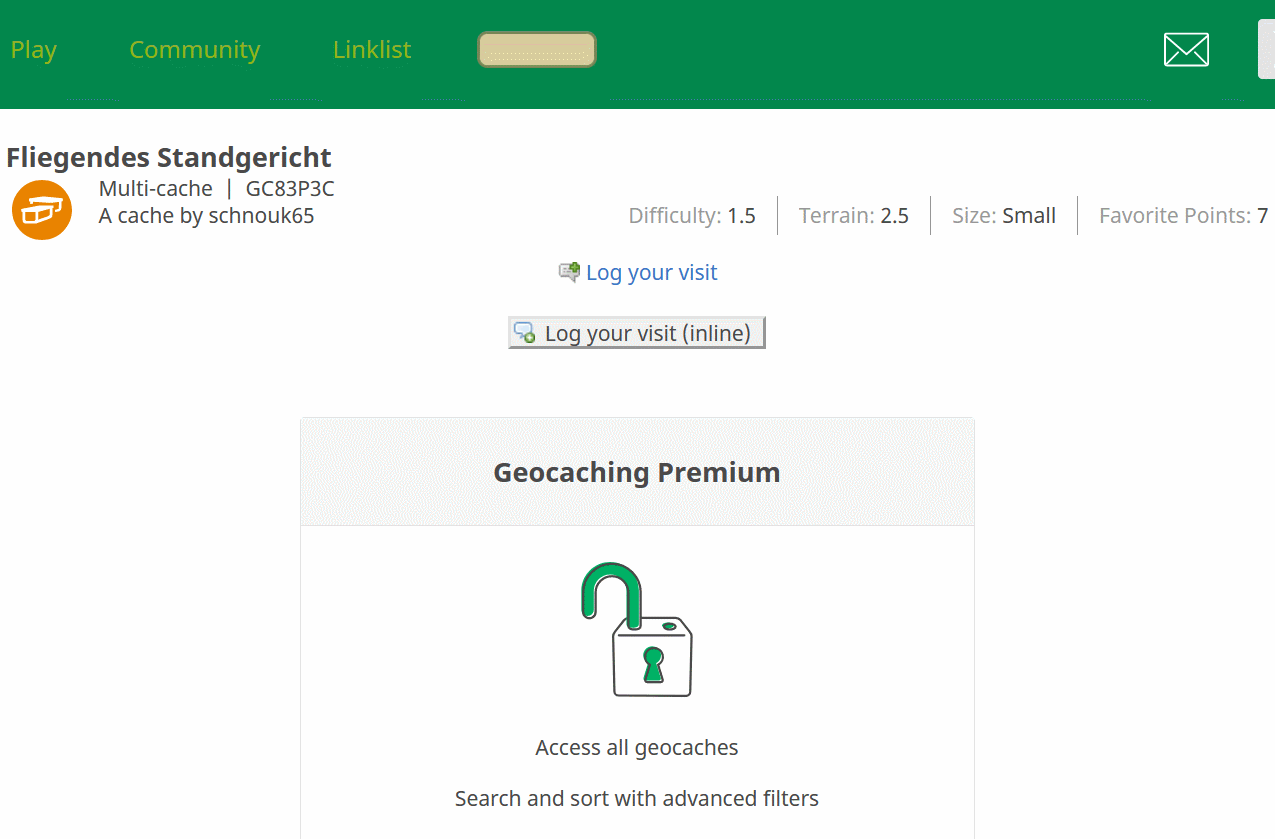 Play Community Linklist
Fliegendes Standgericht
Multi-cache | GC83P3C
A cache by schnouk65
Difficulty: 1.5 Terrain: 2.5 Size: Small Favorite Points: 7
Log your visit
Log your visit (inline)
Geocaching Premium
Access all geocaches
Search and sort with advanced filters